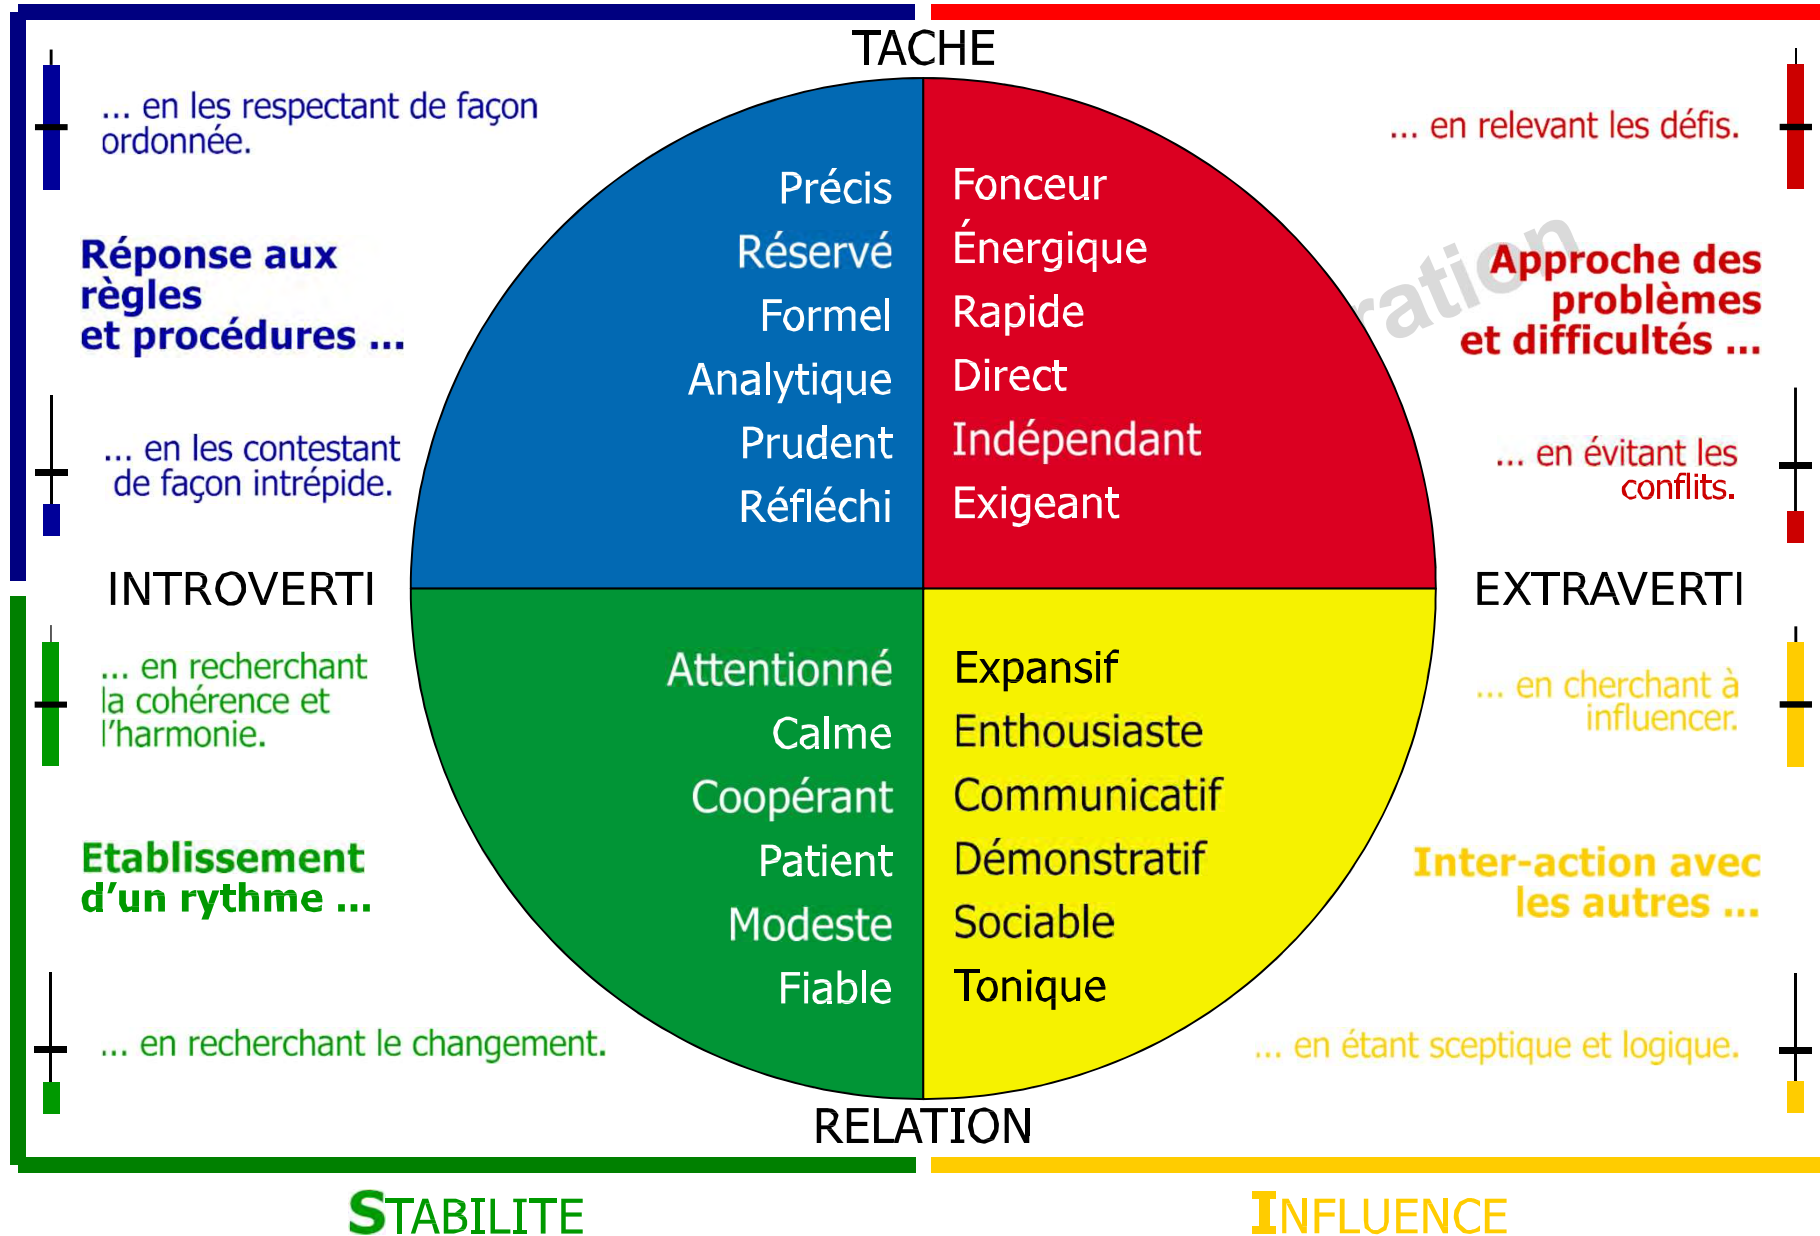 TACHE
... en les respectant de façon
ordonnée.
Réponse aux
règles
et procédures ...
... en les contestant
de façon intrépide.
Précis
Réservé
Formel
Analytique
Prudent
Réfléchi
Fonceur
Énergique
Rapide
Direct
Indépendant
Exigeant
... en relevant les défis.
Approche des
problèmes
et difficultés ...
... en évitant les
conflits.
INTROVERTI
EXTRAVERTI
... en recherchant
la cohérence et
l'harmonie.
Etablissement
d’un rythme ...
... en recherchant le changement.
Attentionné
Calme
Coopérant
Patient
Modeste
Fiable
Expansif
Enthousiaste
Communicatif
Démonstratif
Sociable
Tonique
... en cherchant à
influencer.
Inter-action avec
les autres ...
... en étant sceptique et logique.
RELATION
STABILITE
INFLUENCE